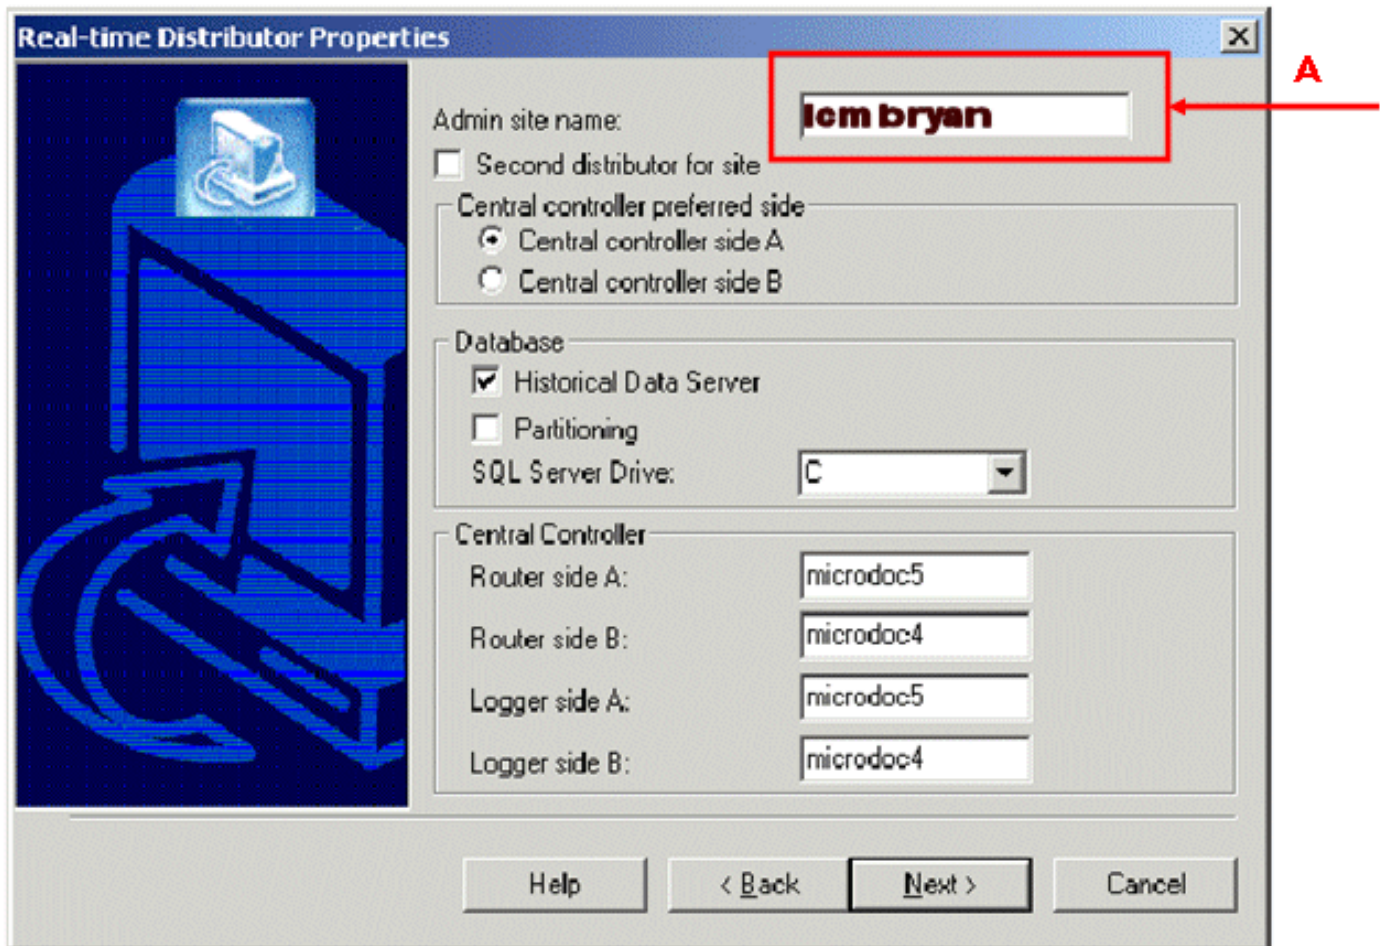 Real-time Distributor Properties
A
Admin site name: Icm bryan
Second distributor for site
Central controller preferred side
Central controller side A
Central controller side B
Database
Historical Data Server
Partitioning
SQL Server Drive: C
Central Controller
Router side A: microdoc5
Router side B: microdoc4
Logger side A: microdoc5
Logger side B: microdoc4
Help < Back Next > Cancel